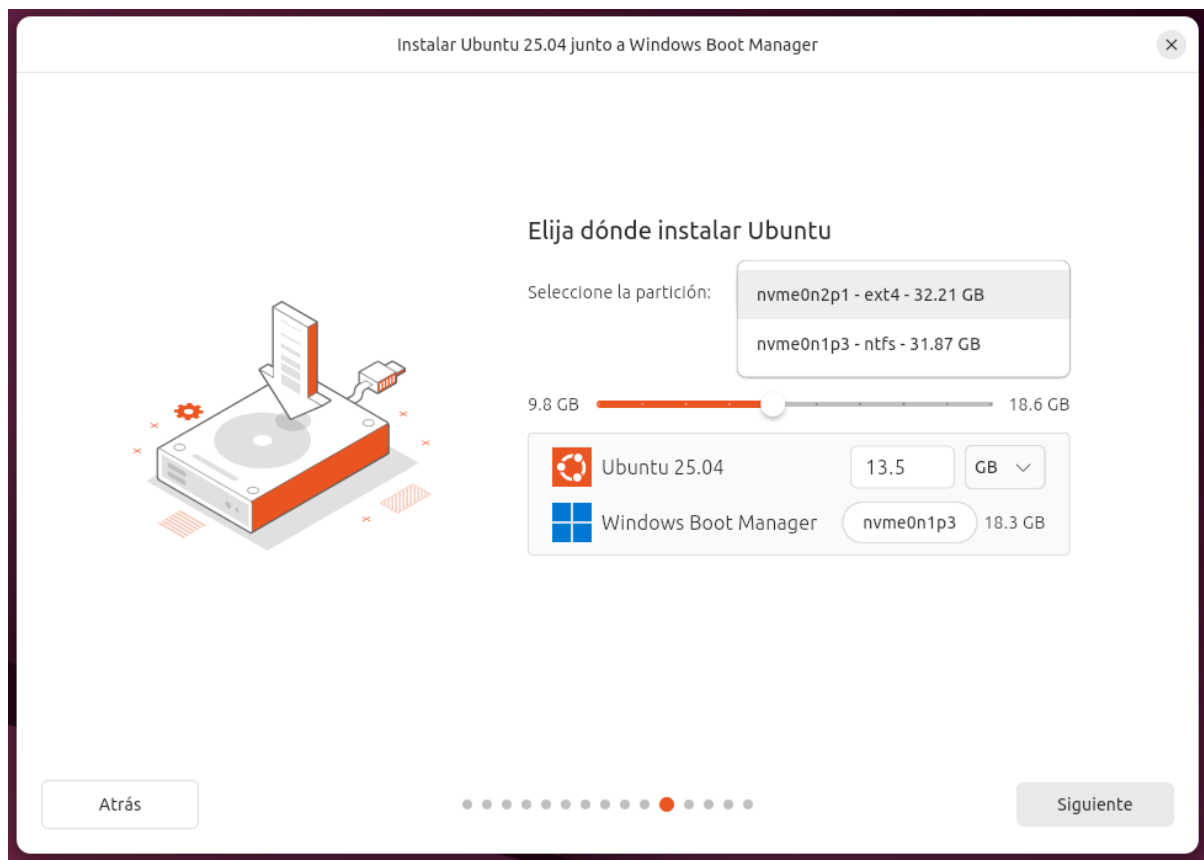 Instalar Ubuntu 25.04 junto a Windows Boot Manager
Elija dónde instalar Ubuntu
Seleccione la partición:
nvme0n2p1 - ext4 - 32.21 GB
nvme0n1p3 - ntfs - 31.87 GB
9.8 GB 18.6 GB
Ubuntu 25.04 13.5 GB
Windows Boot Manager nvme0n1p3 18.3 GB
Atrás Siguiente